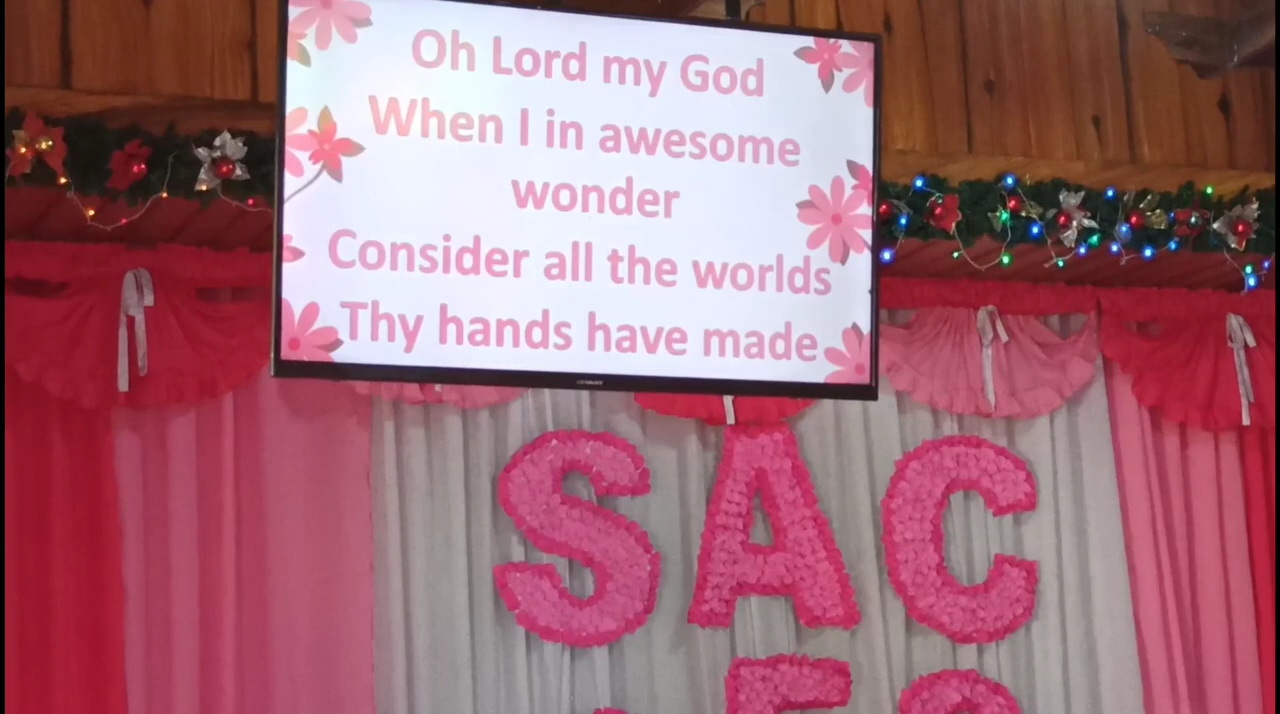 Oh Lord my God
When I in awesome
wonder
Consider all the worlds
Thy hands have made
SAC